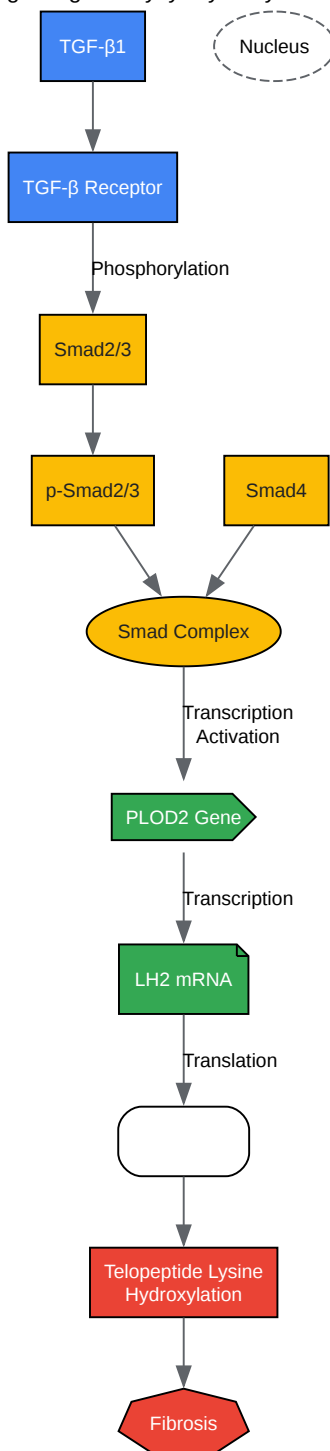 TGF-β1
Nucleus
TGF-β Receptor
Phosphorylation
Smad2/3
p-Smad2/3
Smad4
Smad Complex
Transcription
Activation
PLOD2 Gene
Transcription
LH2 mRNA
Translation
Telopeptide Lysine
Hydroxylation
Fibrosis